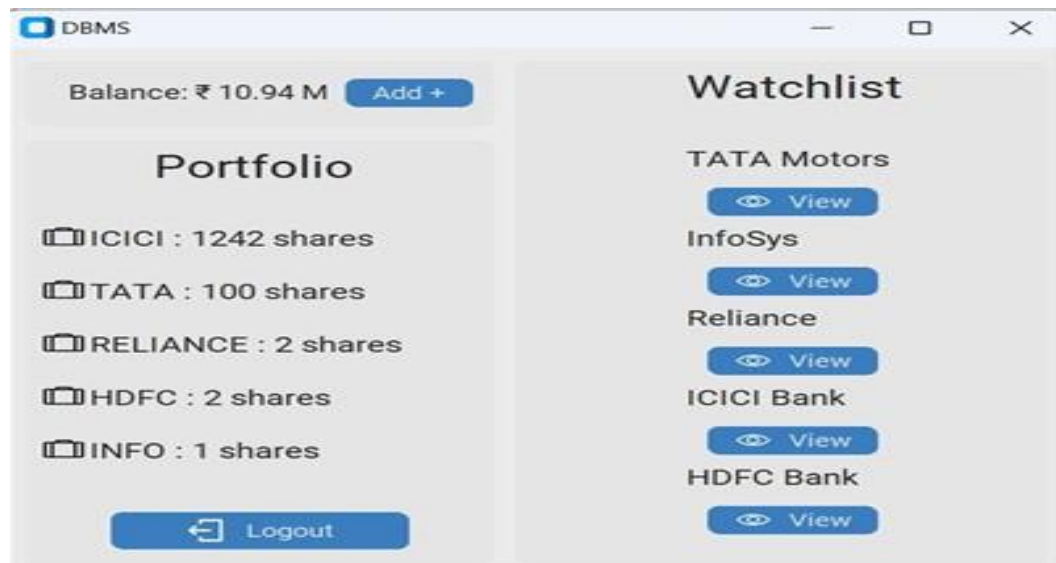 DBMS
Balance: ₹ 10.94 M
Add +
Portfolio
ICICI : 1242 shares
TATA : 100 shares
RELIANCE : 2 shares
HDFC : 2 shares
INFO : 1 shares
Logout
Watchlist
TATA Motors
View
InfoSys
View
Reliance
View
ICICI Bank
View
HDFC Bank
View